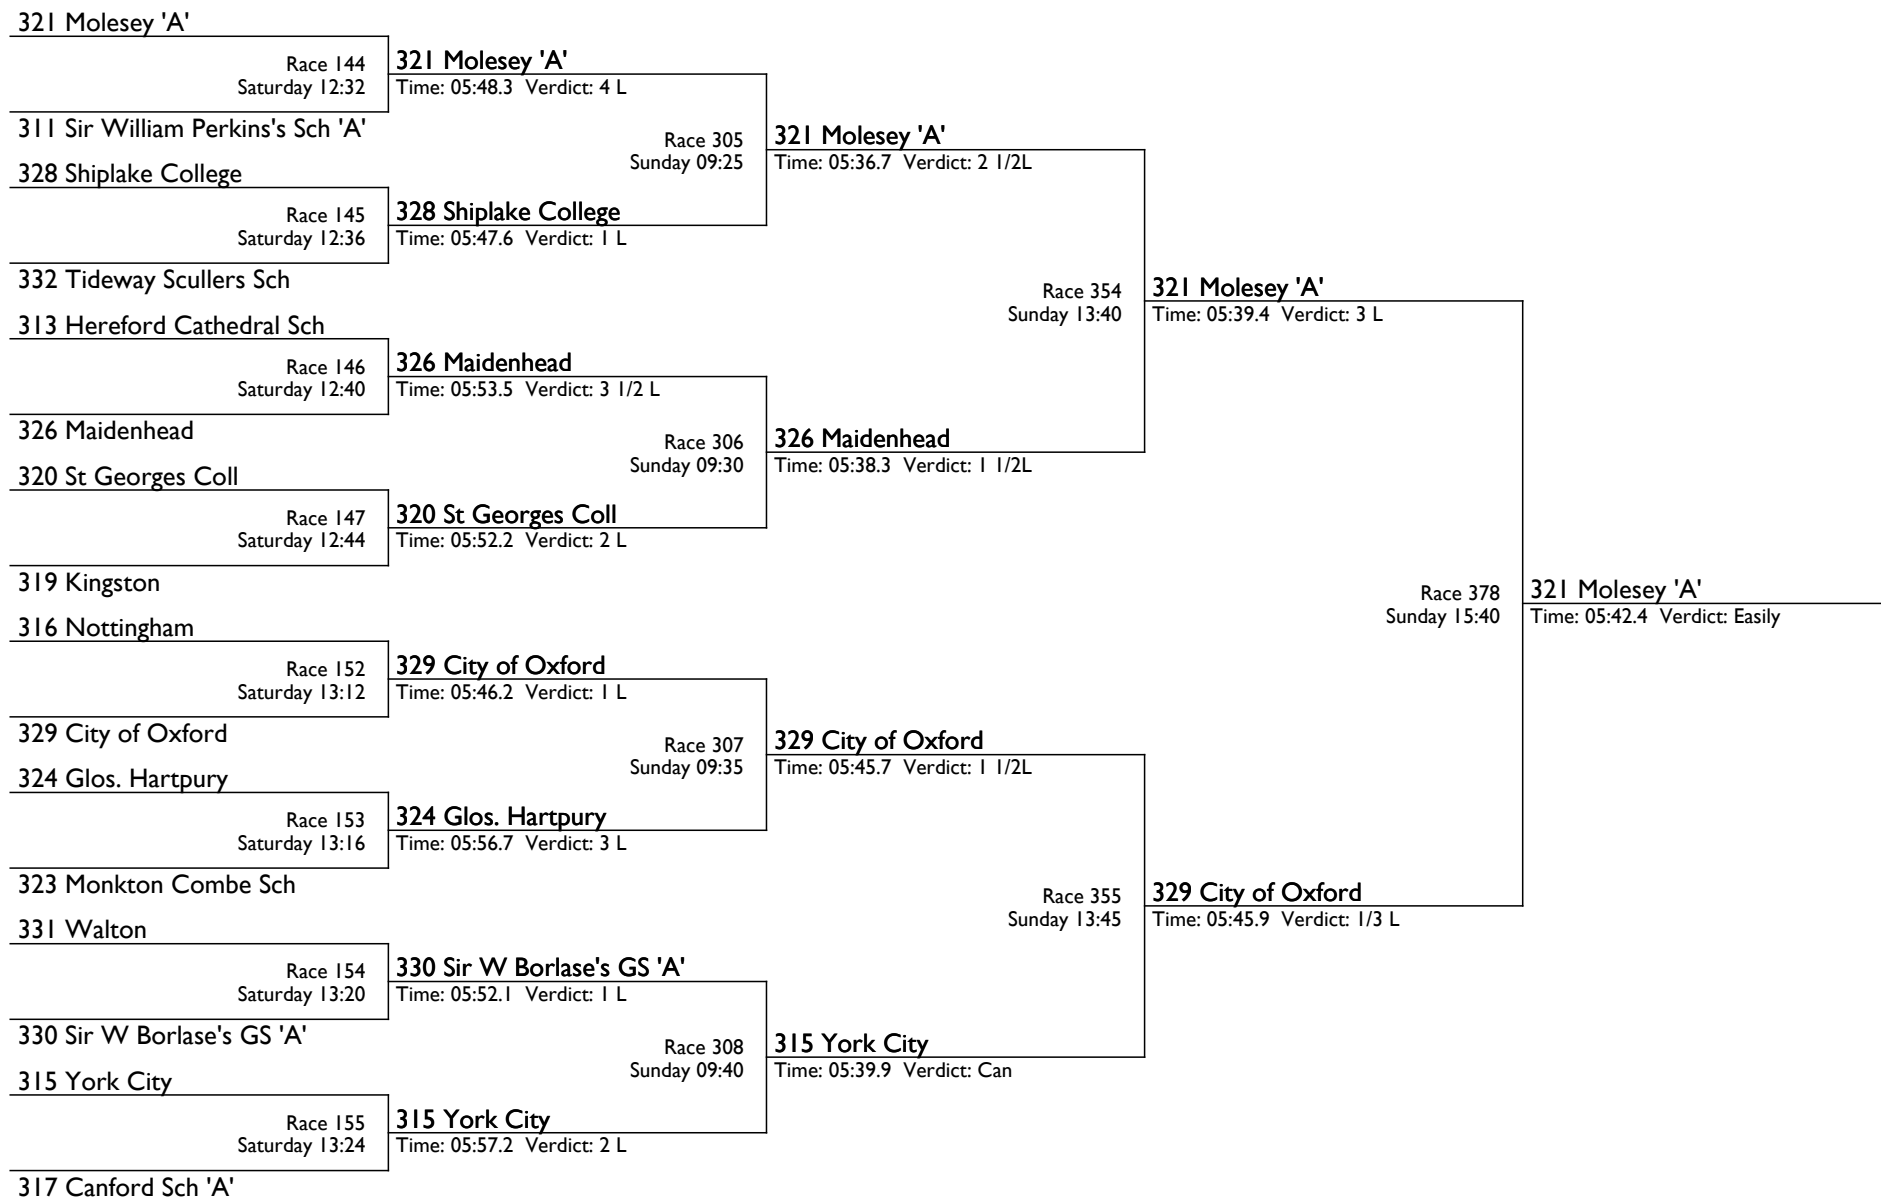 321 Molesey 'A'
Race 144
Saturday 12:32
311 Sir William Perkins's Sch 'A'
328 Shiplake College
Race 145
Saturday 12:36
332 Tideway Scullers Sch
313 Hereford Cathedral Sch
Race 146
Saturday 12:40
326 Maidenhead
320 St Georges Coll
Race 147
Saturday 12:44
319 Kingston
316 Nottingham
Race 152
Saturday 13:12
329 City of Oxford
324 Glos. Hartpury
Race 153
Saturday 13:16
323 Monkton Combe Sch
331 Walton
Race 154
Saturday 13:20
330 Sir W Borlase's GS 'A'
315 York City
Race 155
Saturday 13:24
317 Canford Sch 'A'
321 Molesey 'A'
Time: 05:48.3 Verdict: 4 L
Race 305
Sunday 09:25
328 Shiplake College
Time: 05:47.6 Verdict: 1 L
326 Maidenhead
Time: 05:53.5 Verdict: 3 1/2 L
Race 306
Sunday 09:30
320 St Georges Coll
Time: 05:52.2 Verdict: 2 L
329 City of Oxford
Time: 05:46.2 Verdict: 1 L
Race 307
Sunday 09:35
324 Glos. Hartpury
Time: 05:56.7 Verdict: 3 L
330 Sir W Borlase's GS 'A'
Time: 05:52.1 Verdict: 1 L
Race 308
Sunday 09:40
315 York City
Time: 05:57.2 Verdict: 2 L
321 Molesey 'A'
Time: 05:36.7 Verdict: 2 1/2L
Race 354
Sunday 13:40
326 Maidenhead
Time: 05:38.3 Verdict: 1 1/2L
329 City of Oxford
Time: 05:45.7 Verdict: 1 1/2L
Race 355
Sunday 13:45
315 York City
Time: 05:39.9 Verdict: Can
321 Molesey 'A'
Time: 05:39.4 Verdict: 3 L
Race 378
Sunday 15:40
329 City of Oxford
Time: 05:45.9 Verdict: 1/3 L
321 Molesey 'A'
Time: 05:42.4 Verdict: Easily